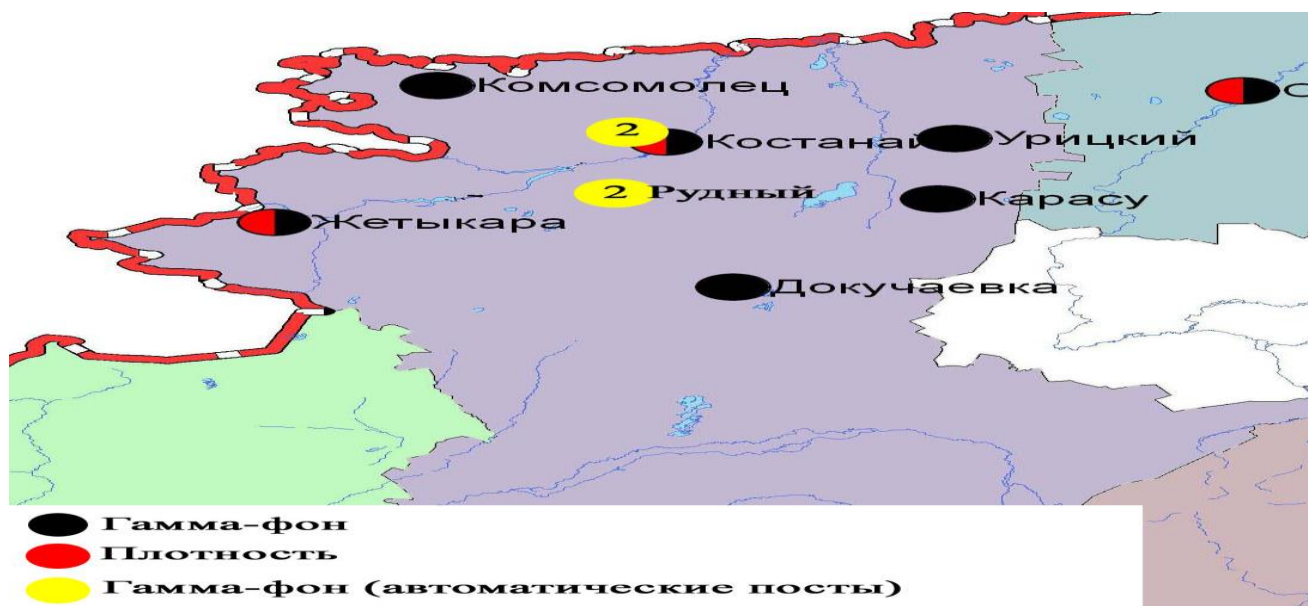 Комсомолец
2
Костанай
Урицкий
2 Рудный
Карасу
Жетыкара
Докучаевка
Гамма-фон
Плотность
Гамма-фон (автоматические посты)